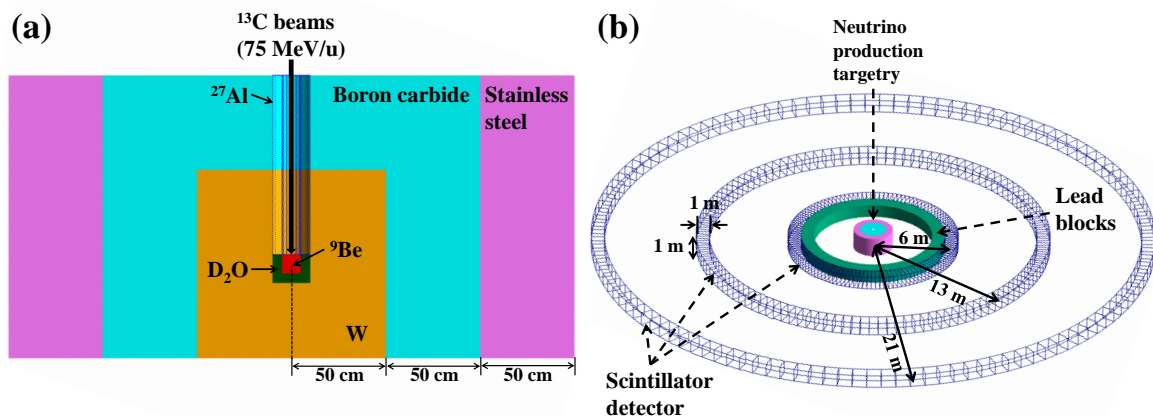 (a)
¹³C beams
(75 MeV/u)
²⁷Al
Boron carbide
Stainless
steel
⁹Be
D₂O
W
50 cm
50 cm
50 cm
(b)
Neutrino
production
targetry
Lead
blocks
1 m
1 m
6 m
13 m
21 m
Scintillator
detector